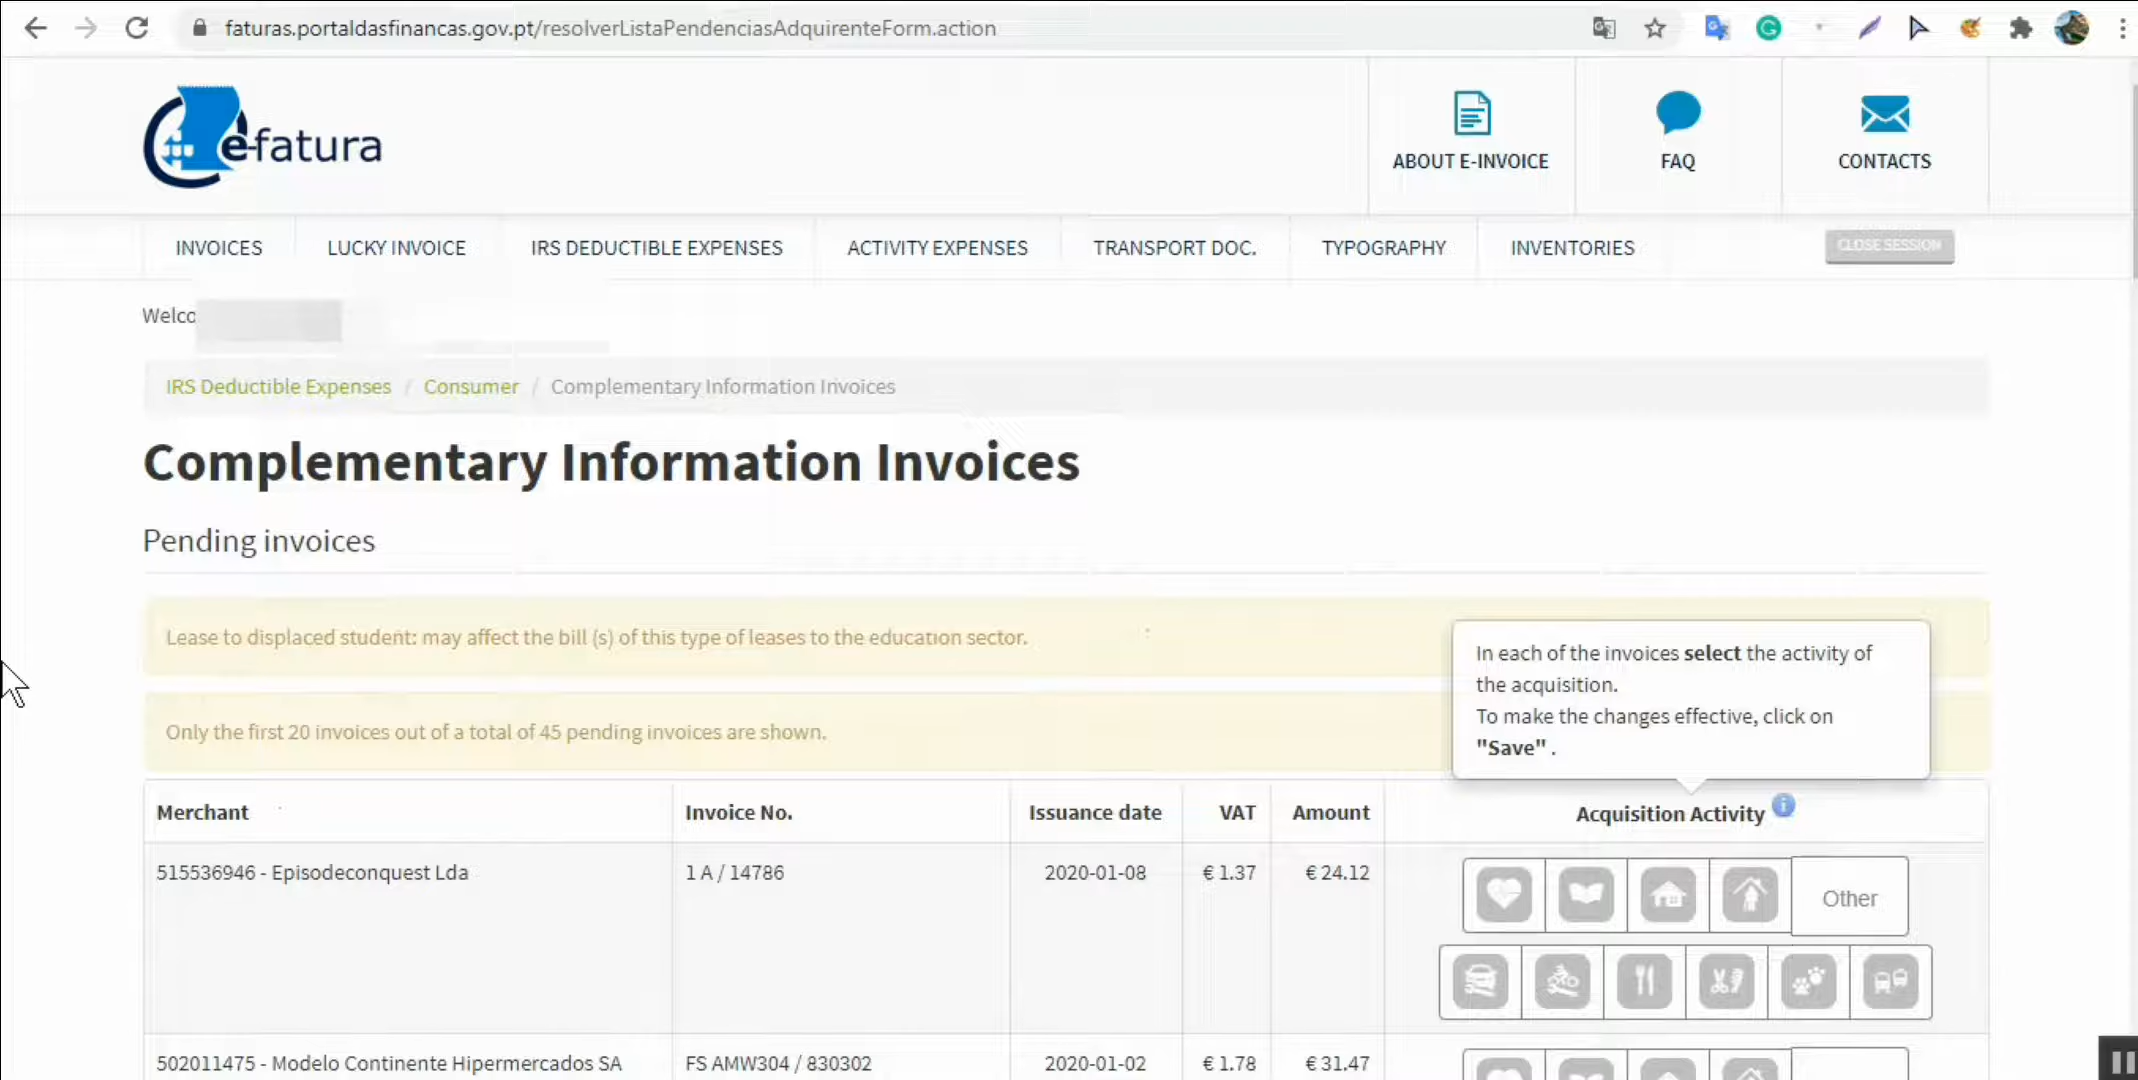 faturas.portaldasfinancas.gov.pt/resolverListaPendenciasAdquirenteForm.action
e-fatura
ABOUT E-INVOICE
FAQ
CONTACTS
INVOICES
LUCKY INVOICE
IRS DEDUCTIBLE EXPENSES
ACTIVITY EXPENSES
TRANSPORT DOC.
TYPOGRAPHY
INVENTORIES
CLOSE SESSION
Welco
IRS Deductible Expenses / Consumer / Complementary Information Invoices
Complementary Information Invoices
Pending invoices
Lease to displaced student: may affect the bill (s) of this type of leases to the education sector.
In each of the invoices select the activity of
the acquisition.
To make the changes effective, click on
"Save" .
Only the first 20 invoices out of a total of 45 pending invoices are shown.
Merchant Invoice No. Issuance date VAT Amount Acquisition Activity
515536946 - Episodeconquest Lda 1 A / 14786 2020-01-08 € 1.37 € 24.12
Other
502011475 - Modelo Continente Hipermercados SA FS AMW304 / 830302 2020-01-02 € 1.78 € 31.47